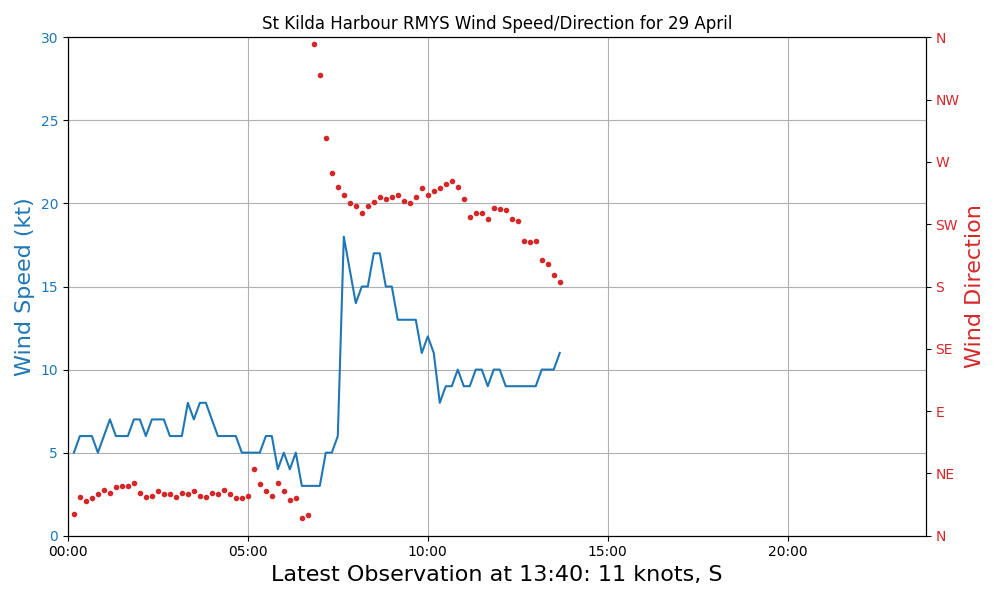 St Kilda Harbour RMYS Wind Speed/Direction for 29 April
Wind Speed (kt)
30
25
20
15
10
5
0
00:00
05:00
10:00
15:00
20:00
N
NW
W
SW
S
SE
E
NE
N
Wind Direction
Latest Observation at 13:40: 11 knots, S